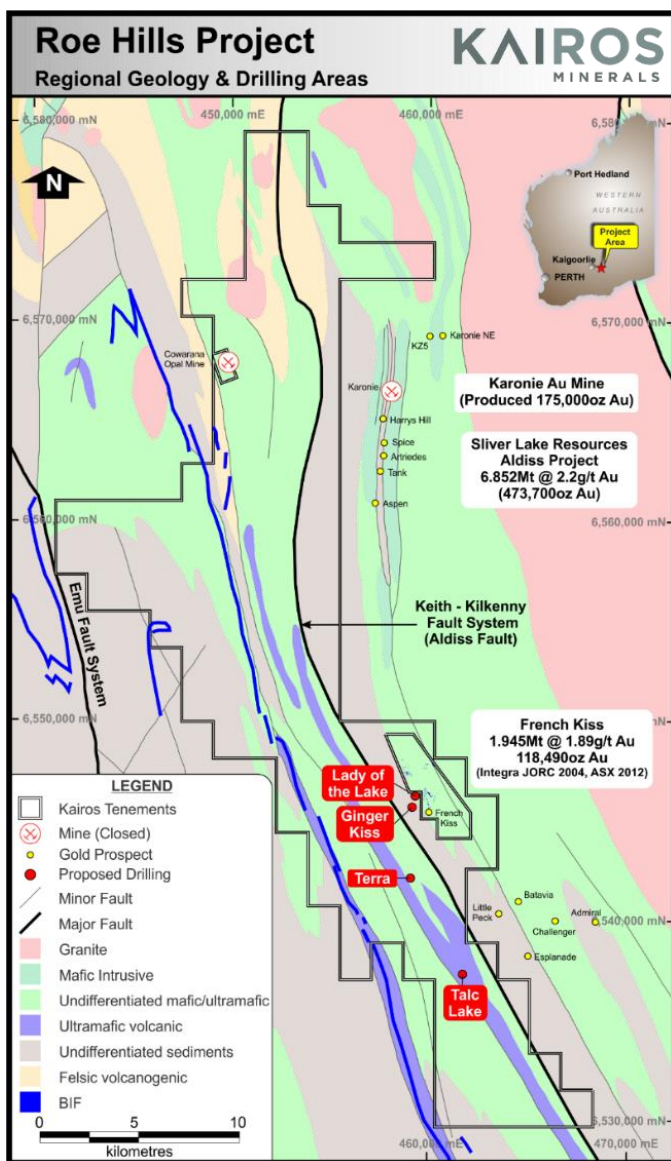 Roe Hills Project
Regional Geology & Drilling Areas
KAIROS
MINERALS
6,580,000 mN
450,000 mE
460,000 mE
6,580
N
Port Hedland
WESTERN
AUSTRALIA
Project
Area
Kalgoorlie
PERTH
6,570,000 mN
6,570,000 mN
Cowarana
Opal Mine
KZ5
Karonie NE
Karonie
Karonie Au Mine
(Produced 175,000oz Au)
Harrys Hill
Spice
Artriedes
Tank
Aspen
Sliver Lake Resources
Aldiss Project
6.852Mt @ 2.2g/t Au
(473,700oz Au)
6,560,000 mN
6,560,000 mN
Emu Fault System
Keith - Kilkenny
Fault System
(Aldiss Fault)
6,550,000 mN
French Kiss
1.945Mt @ 1.89g/t Au
118,490oz Au
(Integra JORC 2004, ASX 2012)
Lady of
the Lake
Ginger
Kiss
French
Kiss
Terra
Little
Peck
Batavia
Challenger
Admiral
Esplanade
6,540,000 mN
Talc
Lake
LEGEND
Kairos Tenements
Mine (Closed)
Gold Prospect
Proposed Drilling
Minor Fault
Major Fault
Granite
Mafic Intrusive
Undifferentiated mafic/ultramafic
Ultramafic volcanic
Undifferentiated sediments
Felsic volcanogenic
BIF
0 5 10
kilometres
6,530,000 mN
460,000 mE
470,000 mE